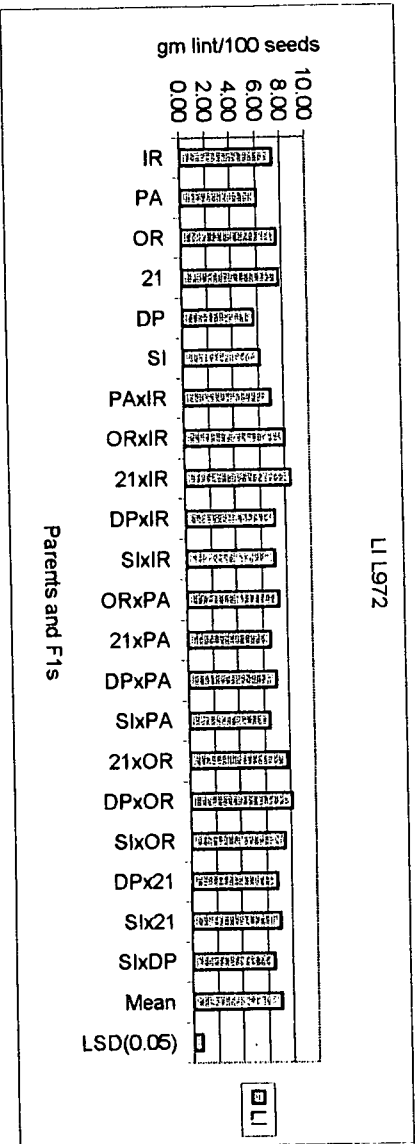 LI L972
gm lint/100 seeds
10.00
8.00
6.00
4.00
2.00
0.00
IR
PA
OR
21
DP
SI
PAxIR
ORxIR
21xIR
DPxIR
SIxIR
ORxPA
21xPA
DPxPA
SIxPA
21xOR
DPxOR
SIxOR
DPx21
SIx21
SIxDP
Mean
LSD(0.05)
Parents and F1s
LI